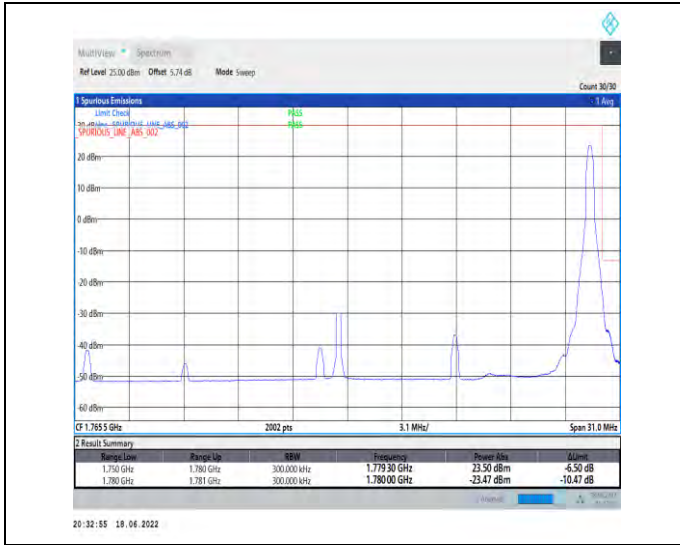 MultiView Spectrum
Ref Level 25.00 dBm Offset 5.74 dB Mode Sweep
Count 30/30
1 Spurious Emissions 1 Avg
Limit Check PASS
SPURIOUS_LINE_ABS_002 PASS
SPURIOUS_LINE_ABS_002
20 dBm
10 dBm
0 dBm
-10 dBm
-20 dBm
-30 dBm
-40 dBm
-50 dBm
-60 dBm
CF 1.7655 GHz 2002 pts 3.1 MHz/ Span 31.0 MHz
2 Result Summary
Range Low Range Up RBW Frequency Power Abs ΔLimit
1.750 GHz 1.780 GHz 300.000 kHz 1.77930 GHz 23.50 dBm -6.50 dB
1.780 GHz 1.781 GHz 300.000 kHz 1.78000 GHz -23.47 dBm -10.47 dB
20:32:55 18.06.2022